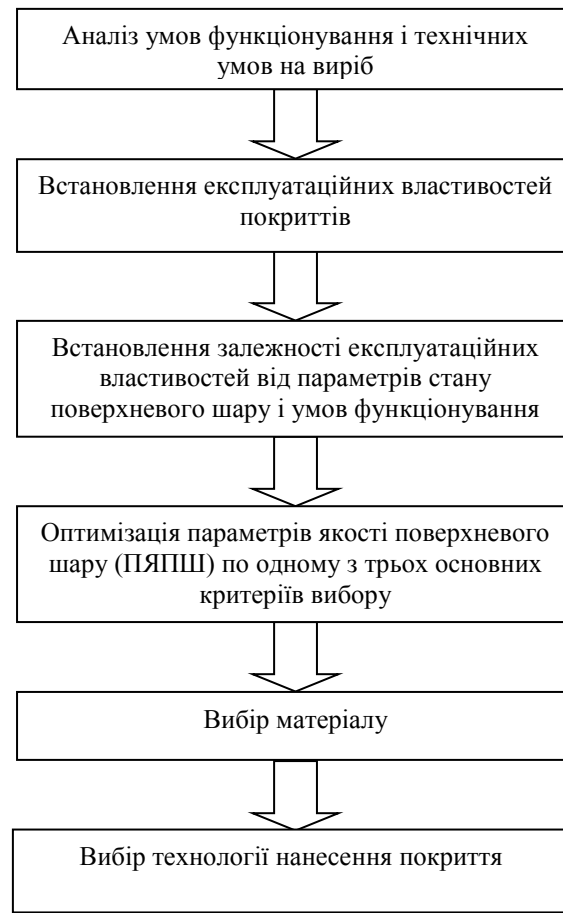 Аналіз умов функціонування і технічних
умов на виріб
Встановлення експлуатаційних властивостей
покриттів
Встановлення залежності експлуатаційних
властивостей від параметрів стану
поверхневого шару і умов функціонування
Оптимізація параметрів якості поверхневого
шару (ПЯПШ) по одному з трьох основних
критеріїв вибору
Вибір матеріалу
Вибір технології нанесення покриття